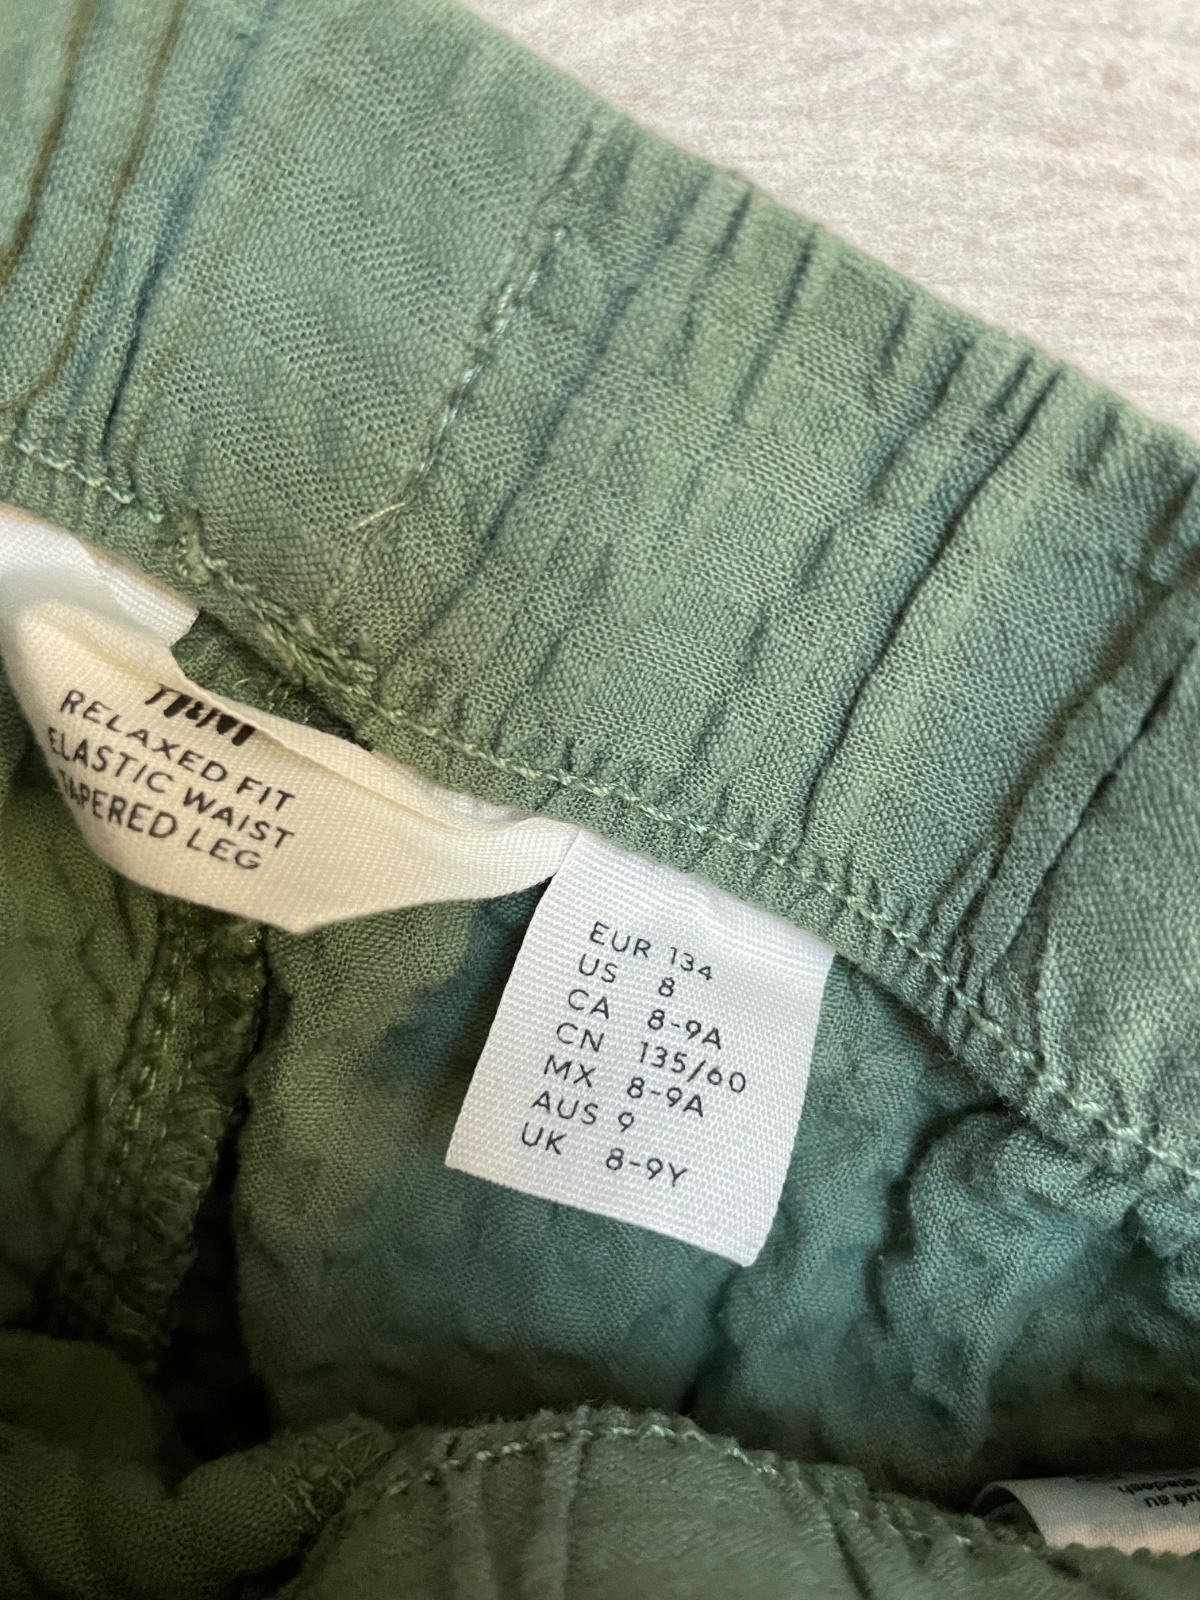 RELAXED FIT
ELASTIC WAIST
TAPERED LEG
EUR 134
US 8
CA 8-9A
CN 135/60
MX 8-9A
AUS 9
UK 8-9Y